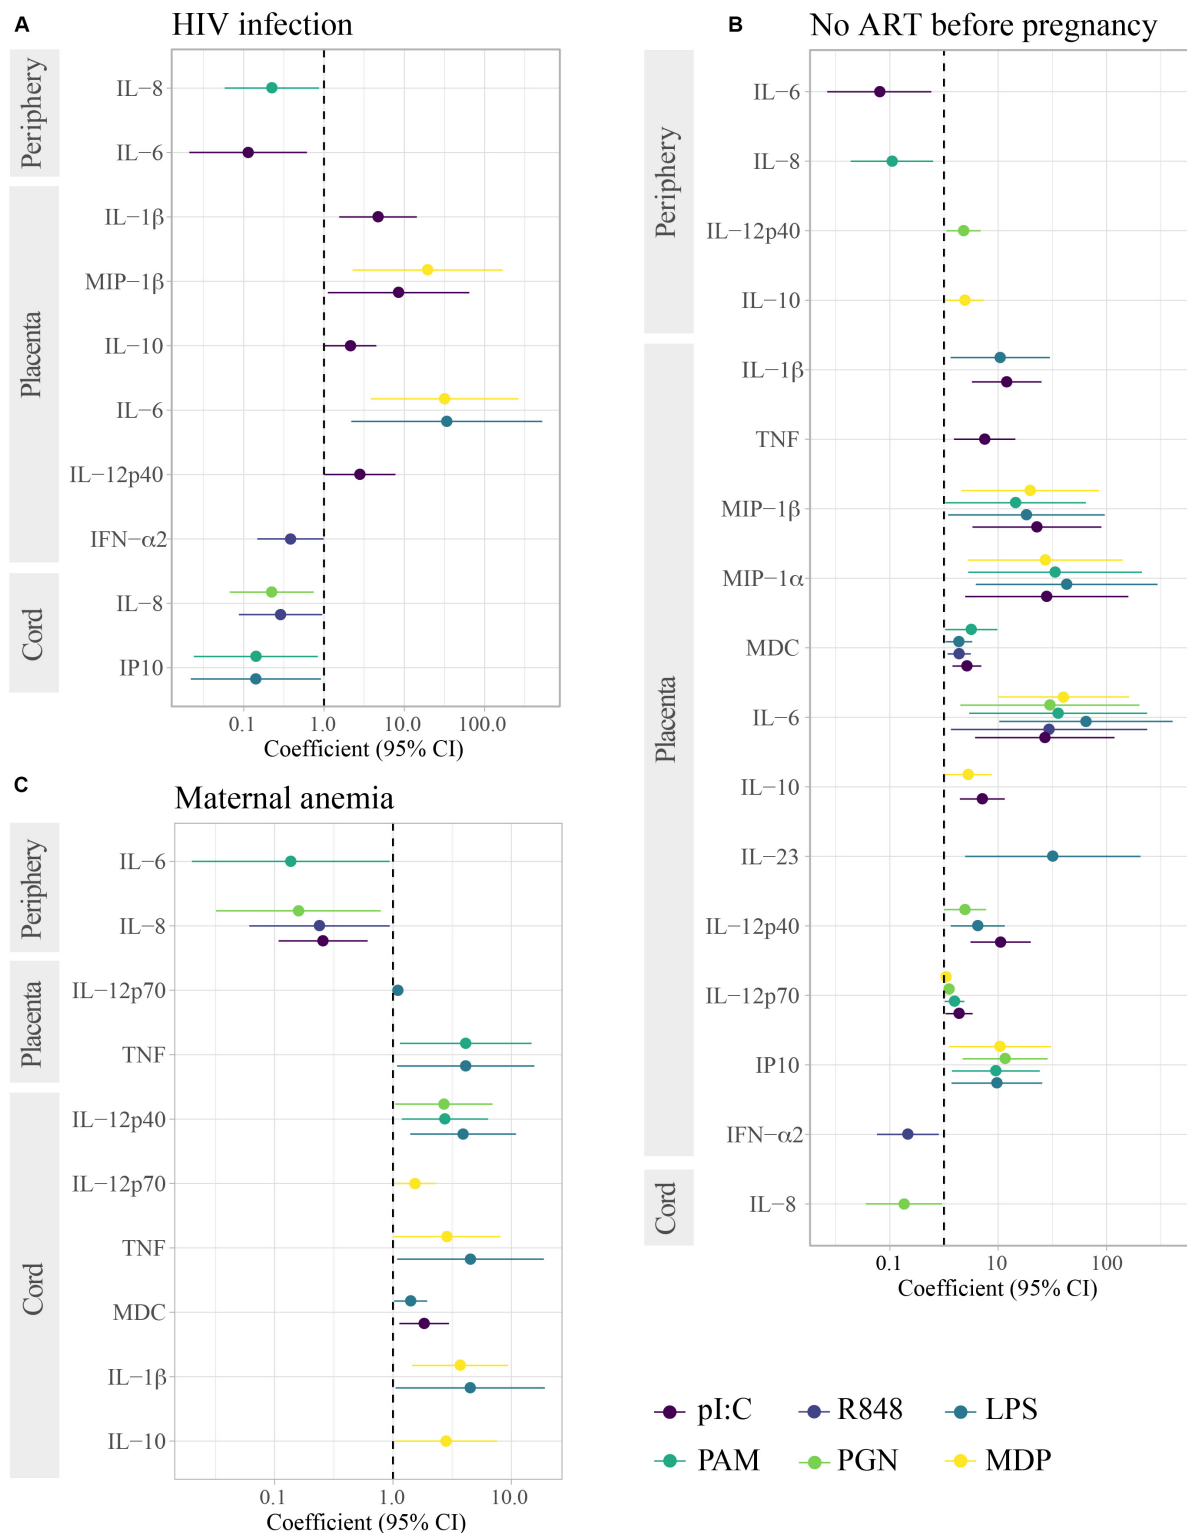 A
HIV infection
Periphery
IL−8
IL−6
Placenta
IL−1β
MIP−1β
IL−10
IL−6
IL−12p40
IFN−α2
Cord
IL−8
IP10
0.1 1.0 10.0 100.0
Coefficient (95% CI)
B
No ART before pregnancy
Periphery
IL−6
IL−8
IL−12p40
IL−10
Placenta
IL−1β
TNF
MIP−1β
MIP−1α
MDC
IL−6
IL−10
IL−23
IL−12p40
IL−12p70
IP10
IFN−α2
Cord
IL−8
0.1 10 100
Coefficient (95% CI)
C
Maternal anemia
Periphery
IL−6
IL−8
Placenta
IL−12p70
TNF
Cord
IL−12p40
IL−12p70
TNF
MDC
IL−1β
IL−10
0.1 1.0 10.0
Coefficient (95% CI)
pI:C R848 LPS
PAM PGN MDP